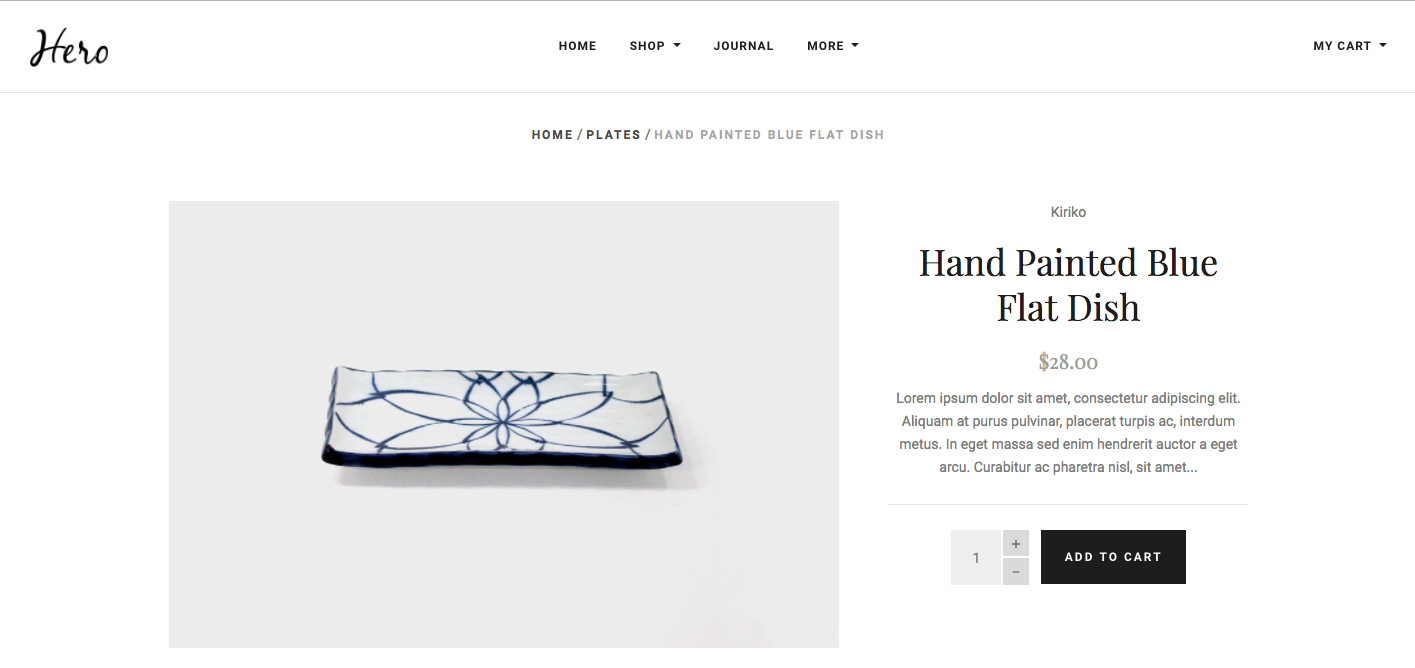 Hero
HOME SHOP JOURNAL MORE
MY CART
HOME / PLATES / HAND PAINTED BLUE FLAT DISH
Kiriko
Hand Painted Blue
Flat Dish
$28.00
Lorem ipsum dolor sit amet, consectetur adipiscing elit.
Aliquam at purus pulvinar, placerat turpis ac, interdum
metus. In eget massa sed enim hendrerit auctor a eget
arcu. Curabitur ac pharetra nisl, sit amet...
1
+
-
ADD TO CART